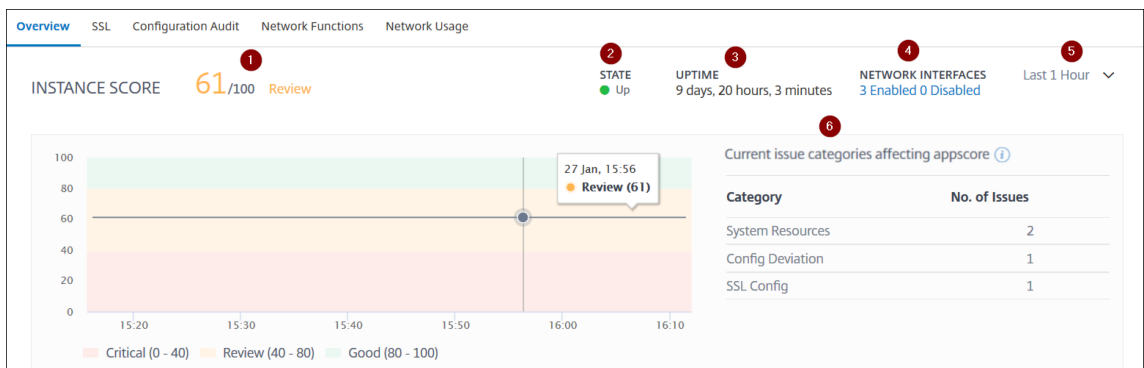 Overview SSL Configuration Audit Network Functions Network Usage
1 2 3 4 5
INSTANCE SCORE 61/100 Review
STATE
Up
UPTIME
9 days, 20 hours, 3 minutes
NETWORK INTERFACES
3 Enabled 0 Disabled
Last 1 Hour
6
100
80
60
40
20
0
27 Jan, 15:56
Review (61)
15:20 15:30 15:40 15:50 16:00 16:10
Critical (0 - 40) Review (40 - 80) Good (80 - 100)
Current issue categories affecting appscore i
Category No. of Issues
System Resources 2
Config Deviation 1
SSL Config 1